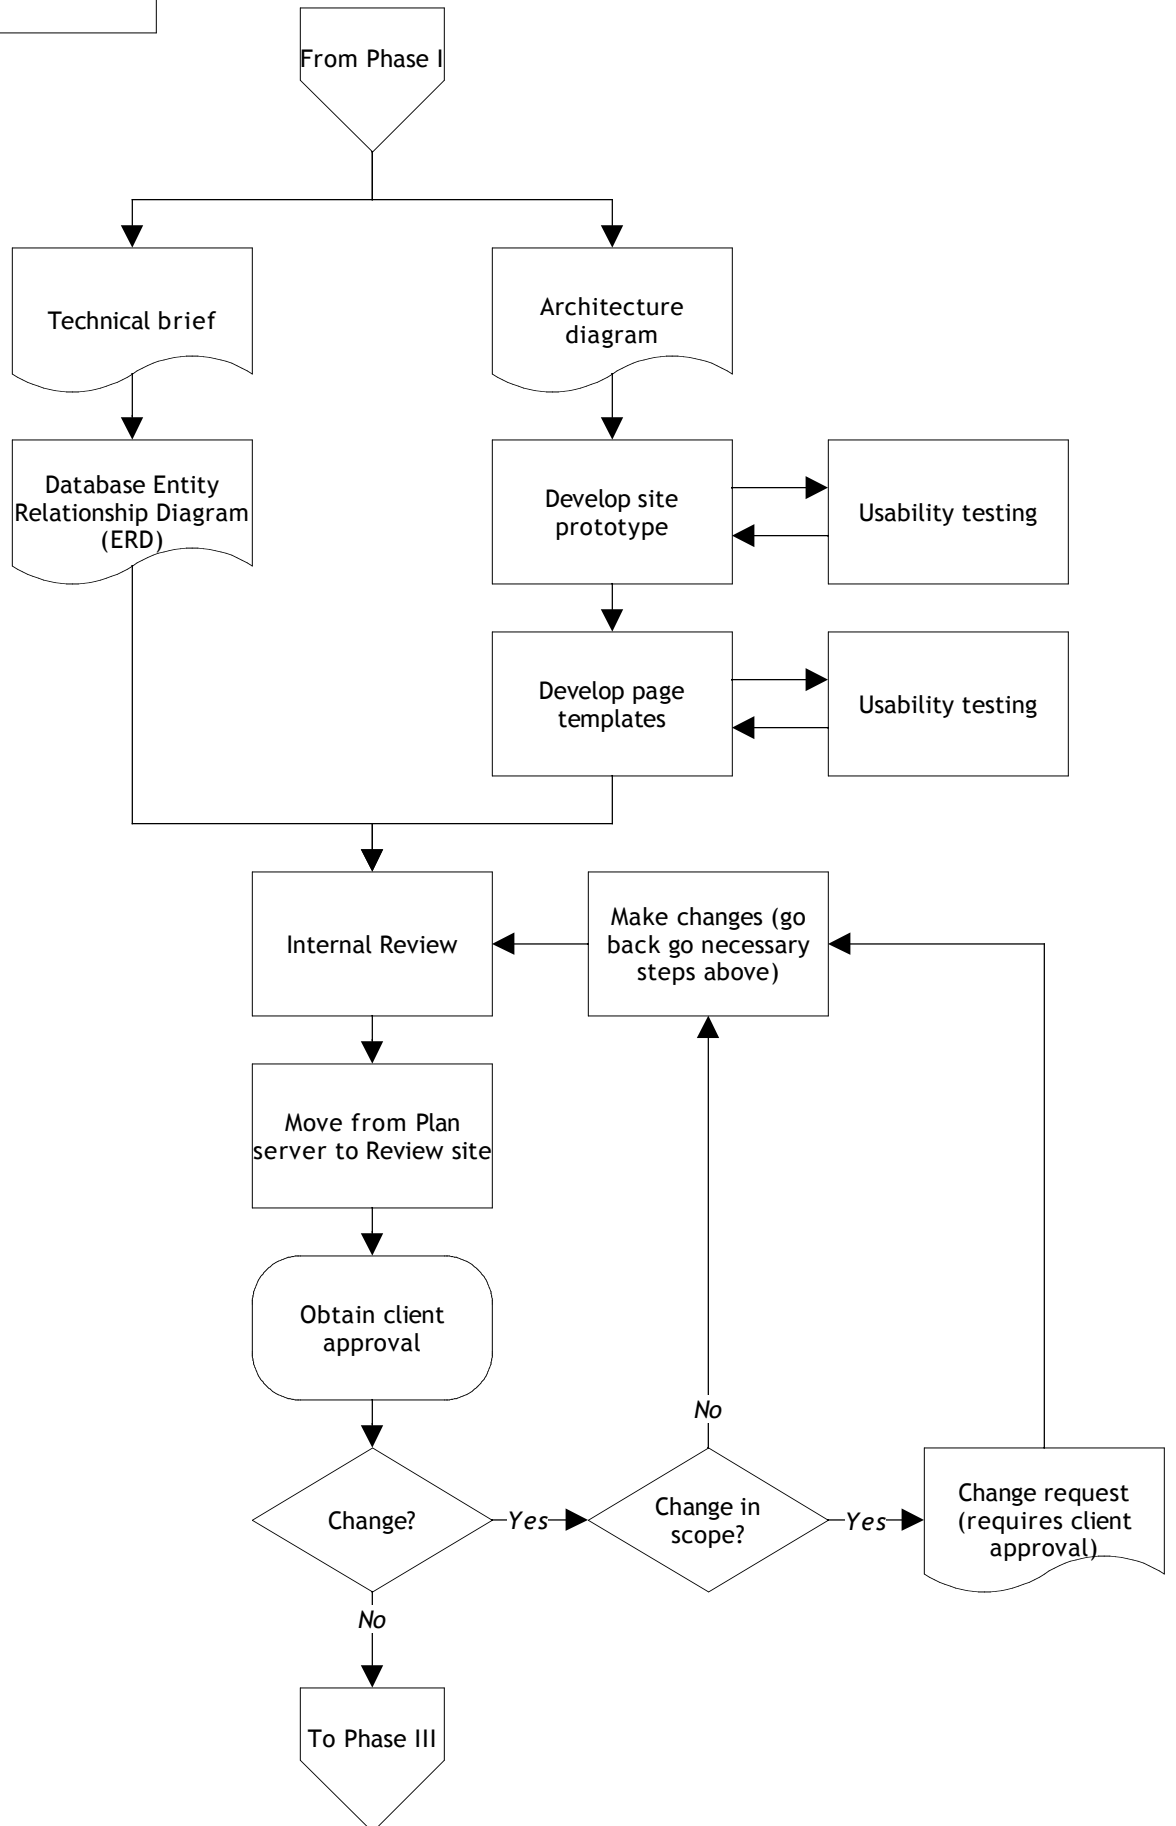 From Phase I
Technical brief
Architecture
diagram
Database Entity
Relationship Diagram
(ERD)
Develop site
prototype
Usability testing
Develop page
templates
Usability testing
Internal Review
Make changes (go
back go necessary
steps above)
Move from Plan
server to Review site
Obtain client
approval
No
Change?
Yes
Change in
scope?
Yes
Change request
(requires client
approval)
No
To Phase III